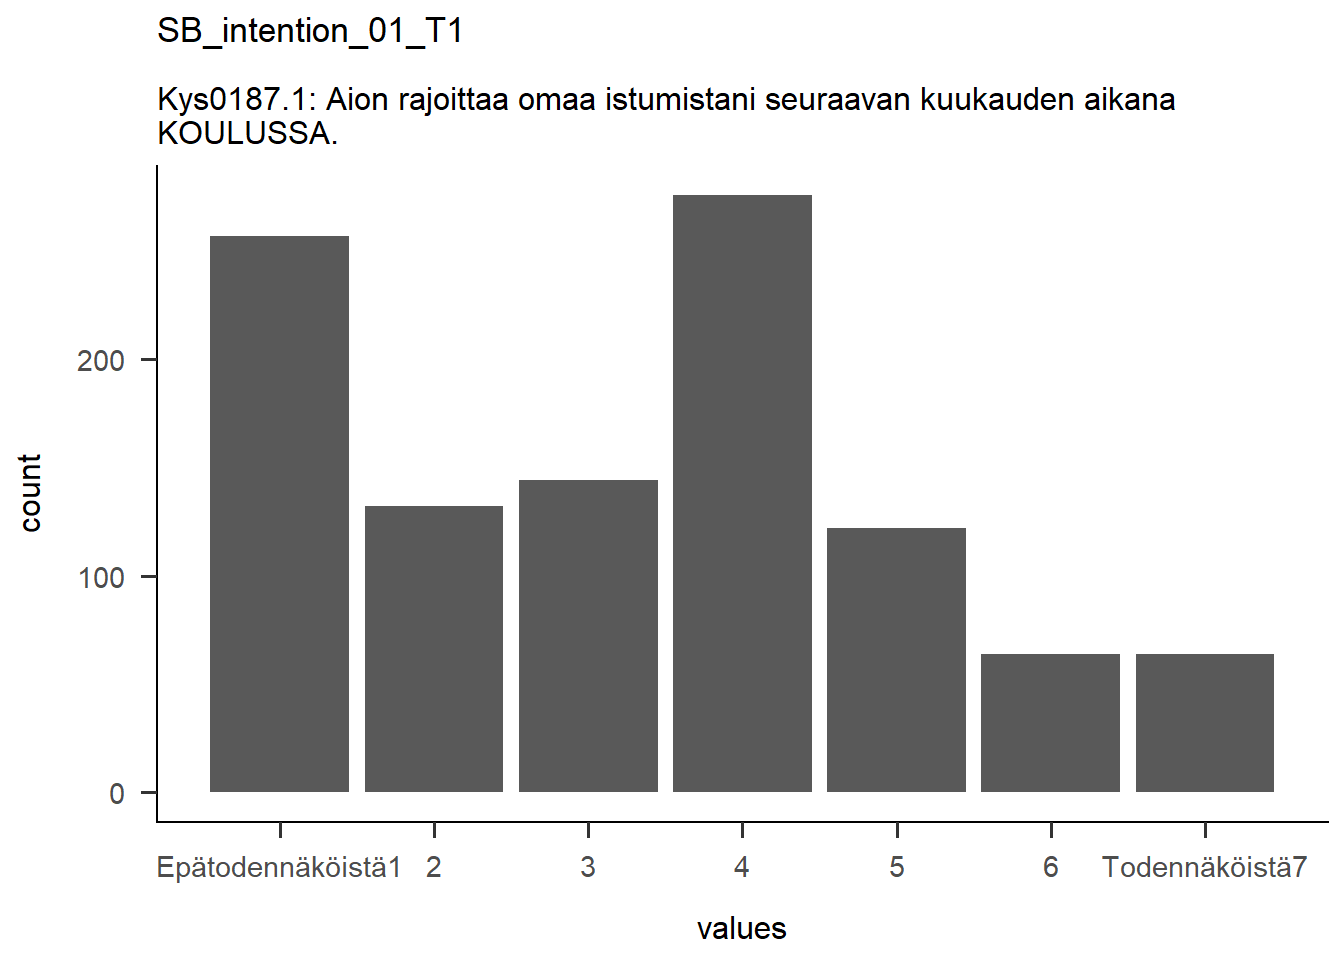 SB_intention_01_T1
Kys0187.1: Aion rajoittaa omaa istumistani seuraavan kuukauden aikana
KOULUSSA.
200
100
0
count
Epätodennäköistä1 2 3 4 5 6 Todennäköistä7
values